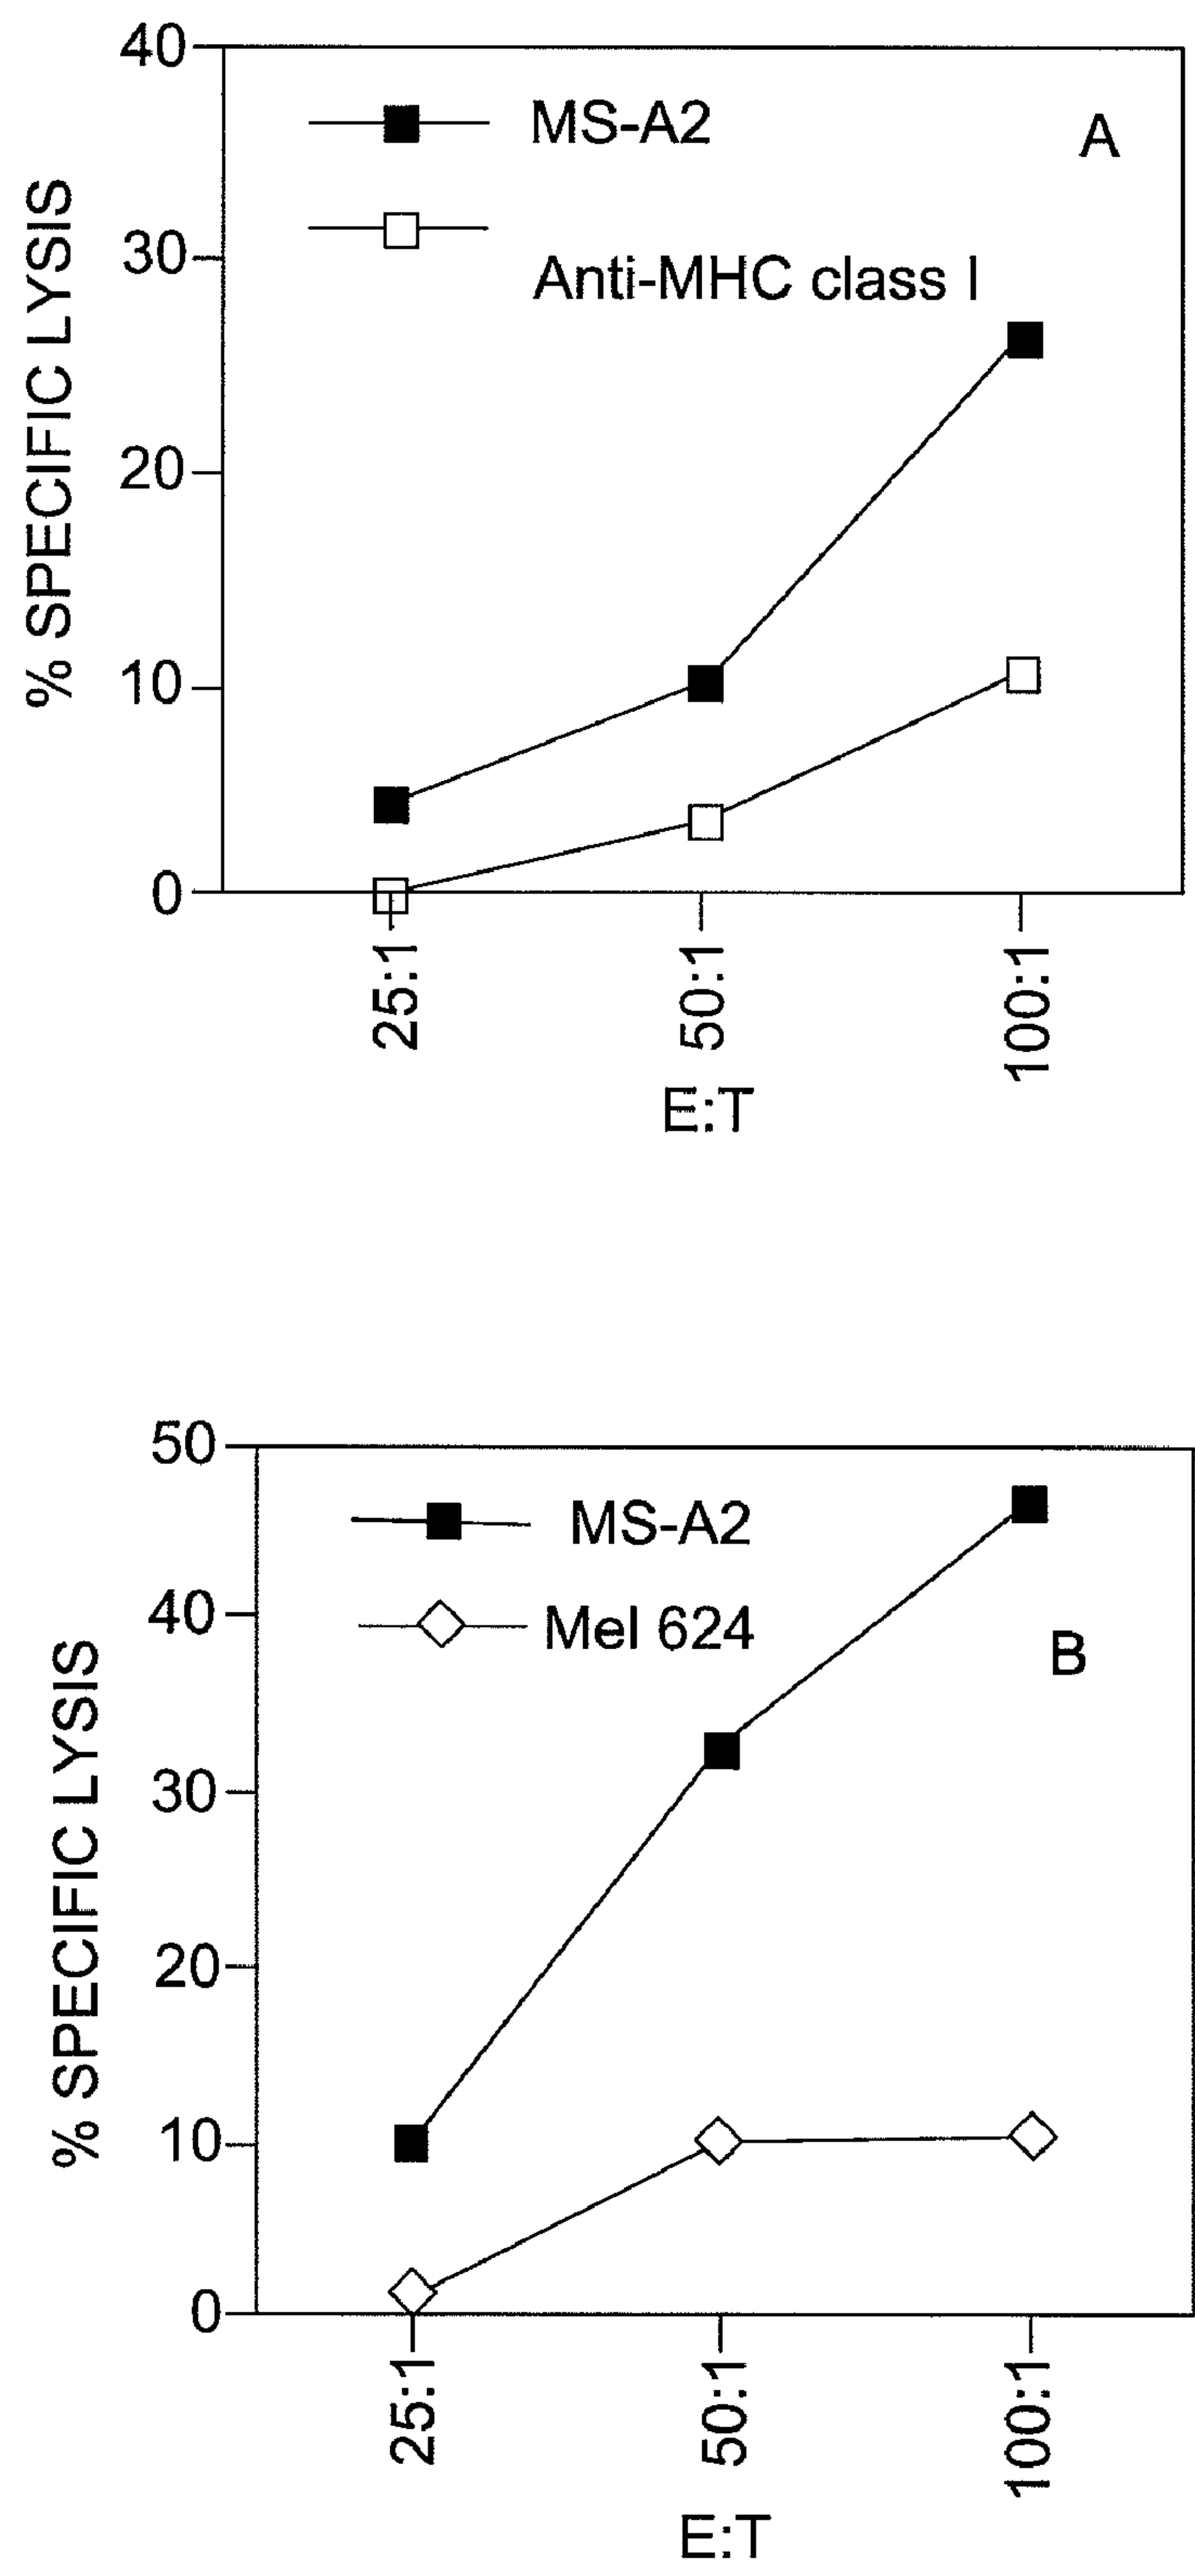 40
MS-A2
A
30
Anti-MHC class I
% SPECIFIC LYSIS
20
10
0
25:1
50:1
100:1
E:T
50
MS-A2
40
Mel 624
B
% SPECIFIC LYSIS
30
20
10
0
25:1
50:1
100:1
E:T